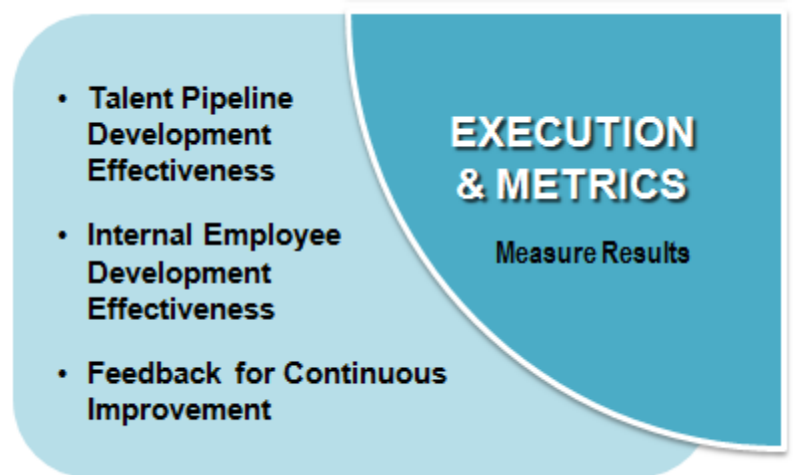 • Talent Pipeline
Development
Effectiveness
• Internal Employee
Development
Effectiveness
• Feedback for Continuous
Improvement
EXECUTION
& METRICS
Measure Results